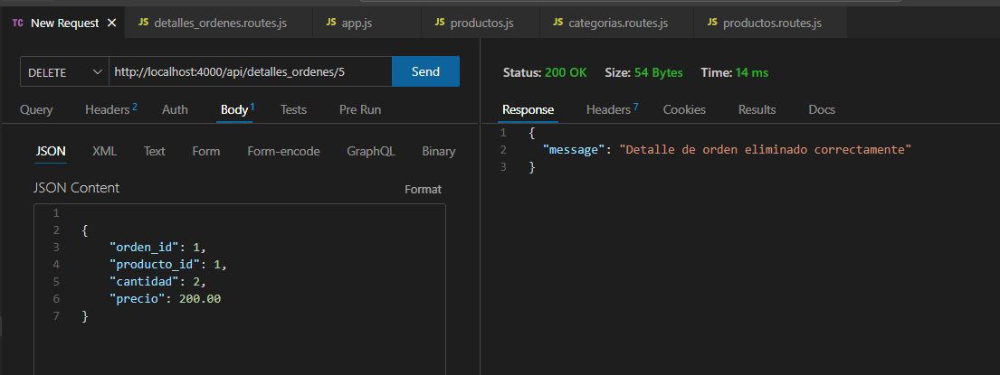 TC New Request ×
JS detalles_ordenes.routes.js
JS app.js
JS productos.js
JS categorias.routes.js
JS productos.routes.js
DELETE
http://localhost:4000/api/detalles_ordenes/5
Send
Query
Headers 2
Auth
Body 1
Tests
Pre Run
JSON
XML
Text
Form
Form-encode
GraphQL
Binary
JSON Content
Format
1
2 {
3 "orden_id": 1,
4 "producto_id": 1,
5 "cantidad": 2,
6 "precio": 200.00
7 }
Status: 200 OK Size: 54 Bytes Time: 14 ms
Response
Headers 7
Cookies
Results
Docs
1 {
2 "message": "Detalle de orden eliminado correctamente"
3 }